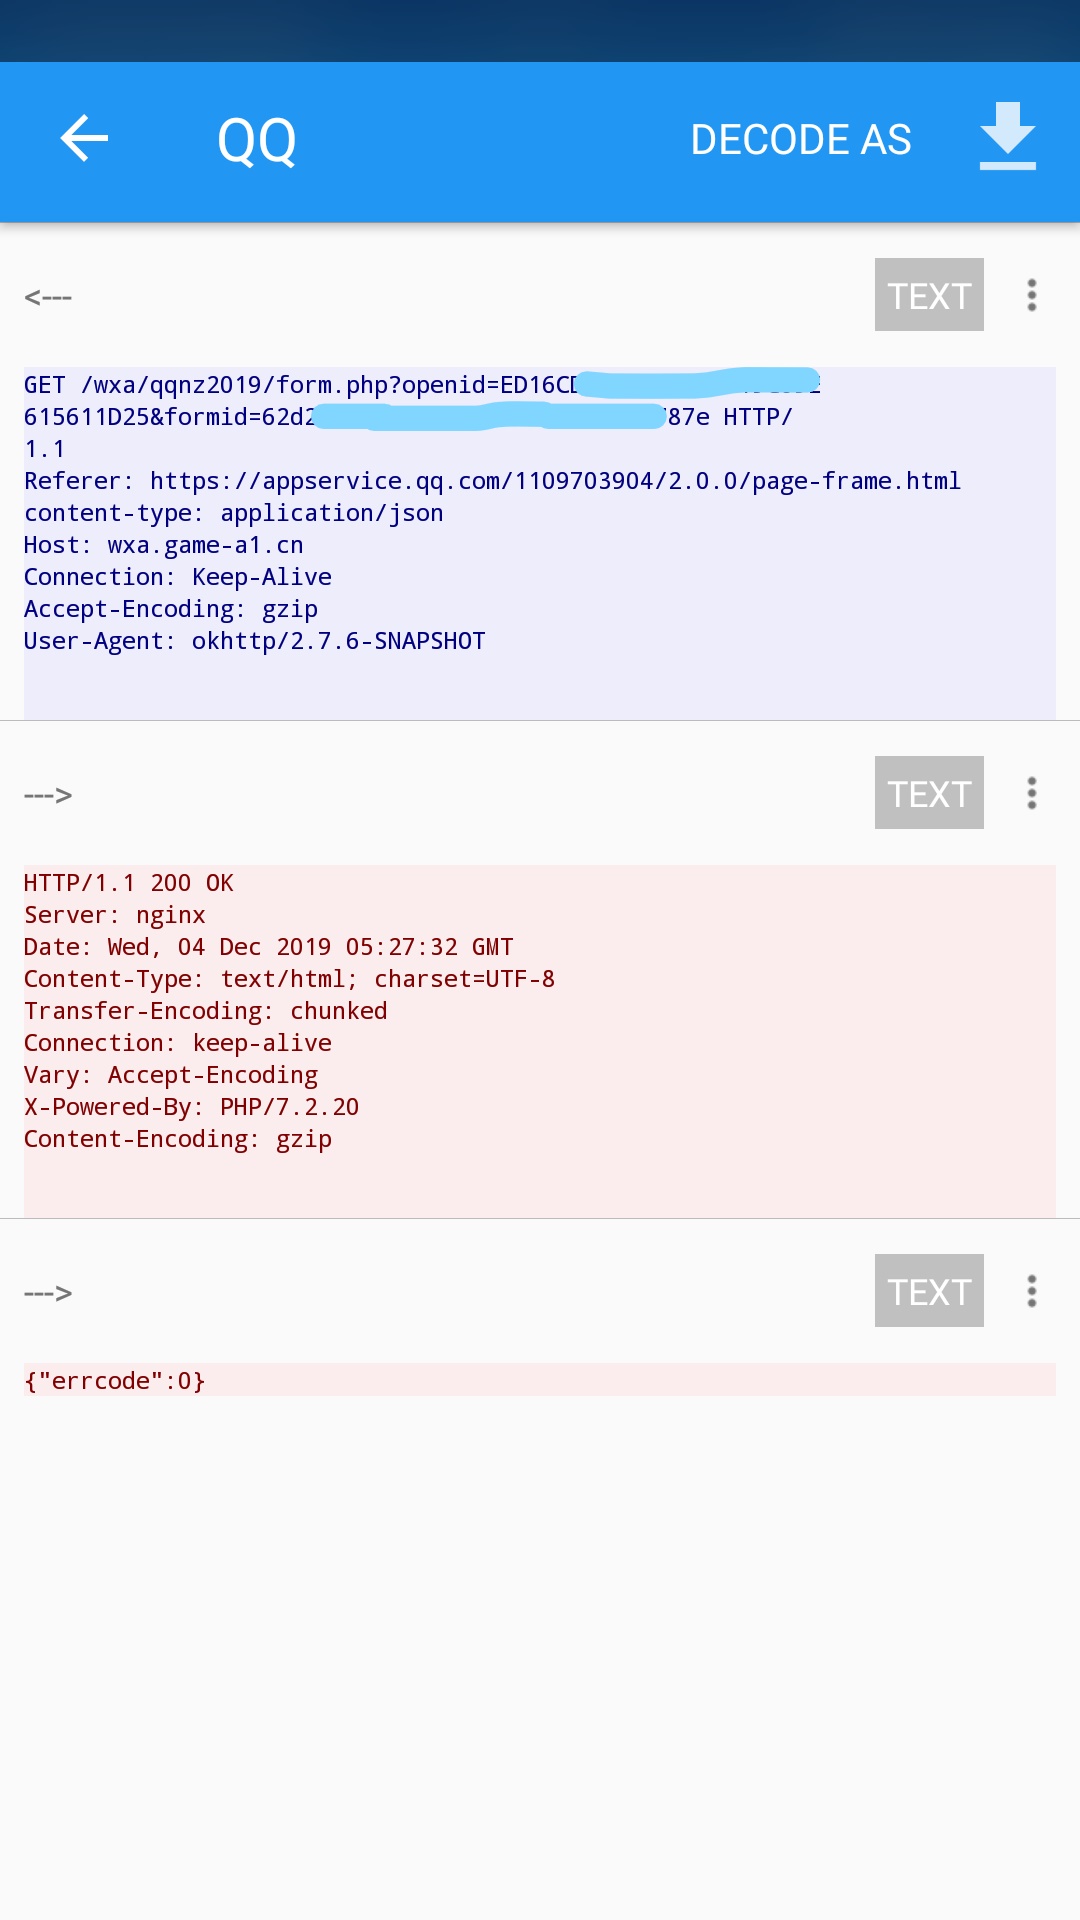 QQ
DECODE AS
<---
TEXT
GET /wxa/qqnz2019/form.php?openid=ED16C
615611D25&formid=62d2 87e HTTP/
1.1
Referer: https://appservice.qq.com/1109703904/2.0.0/page-frame.html
content-type: application/json
Host: wxa.game-a1.cn
Connection: Keep-Alive
Accept-Encoding: gzip
User-Agent: okhttp/2.7.6-SNAPSHOT
--->
TEXT
HTTP/1.1 200 OK
Server: nginx
Date: Wed, 04 Dec 2019 05:27:32 GMT
Content-Type: text/html; charset=UTF-8
Transfer-Encoding: chunked
Connection: keep-alive
Vary: Accept-Encoding
X-Powered-By: PHP/7.2.20
Content-Encoding: gzip
--->
TEXT
{"errcode":0}